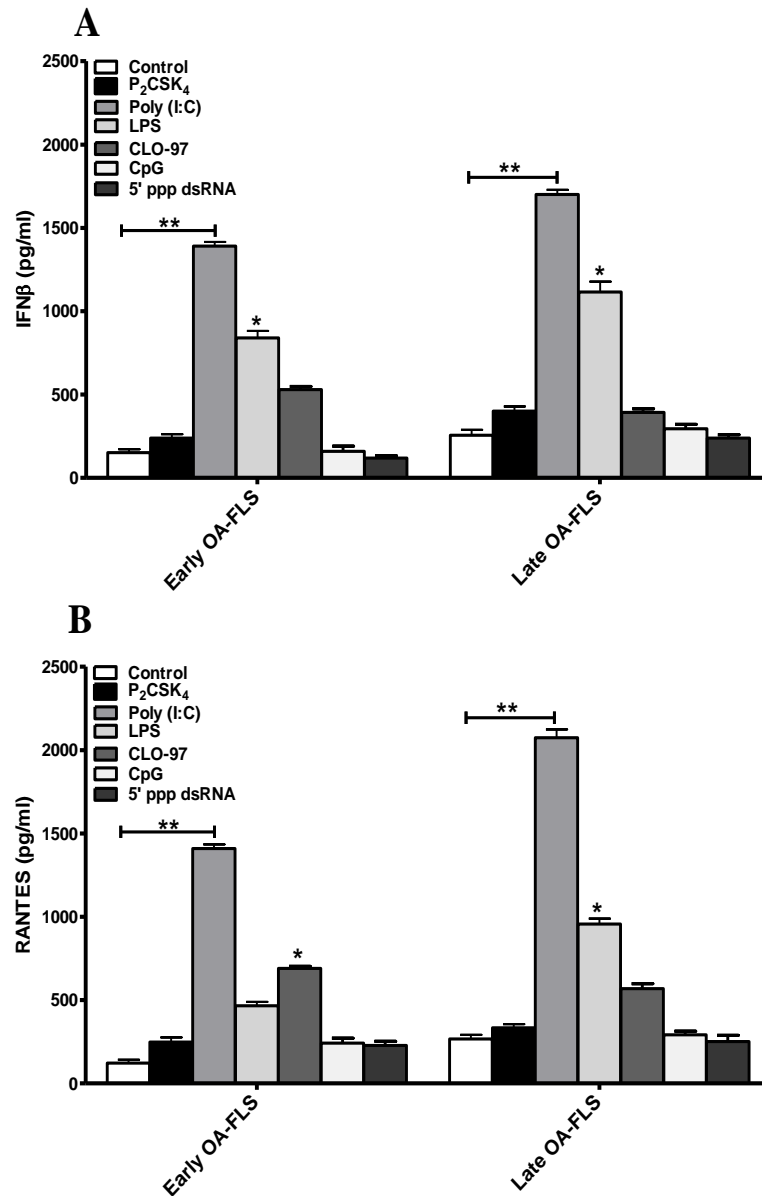 A
2500
2000
1500
1000
500
0
IFNβ (pg/ml)
Control
P₂CSK₄
Poly (I:C)
LPS
CLO-97
CpG
5' ppp dsRNA
**
*
**
*
Early OA-FLS
Late OA-FLS
B
2500
2000
1500
1000
500
0
RANTES (pg/ml)
Control
P₂CSK₄
Poly (I:C)
LPS
CLO-97
CpG
5' ppp dsRNA
**
*
**
*
Early OA-FLS
Late OA-FLS